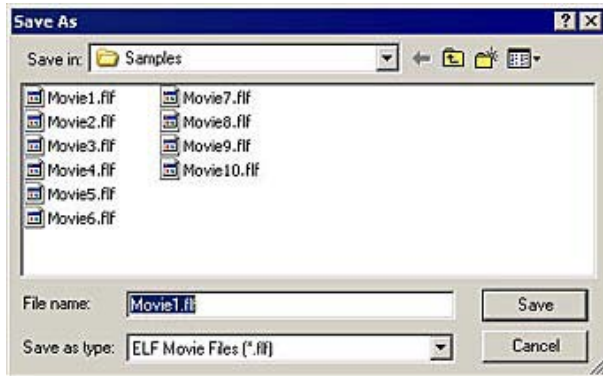 Save As
Save in: Samples
Movie1.flf
Movie2.flf
Movie3.flf
Movie4.flf
Movie5.flf
Movie6.flf
Movie7.flf
Movie8.flf
Movie9.flf
Movie10.flf
File name: Movie1.flf
Save
Save as type: ELF Movie Files (*.flf)
Cancel